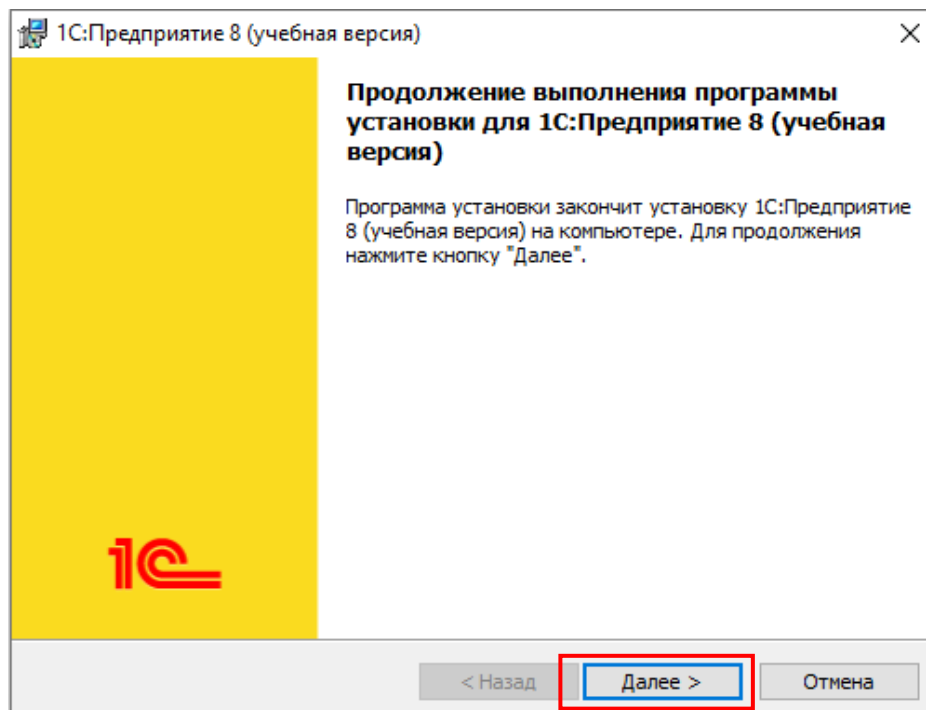 1С:Предприятие 8 (учебная версия)
Продолжение выполнения программы
установки для 1С:Предприятие 8 (учебная
версия)
Программа установки закончит установку 1С:Предприятие
8 (учебная версия) на компьютере. Для продолжения
нажмите кнопку "Далее".
1С
< Назад
Далее >
Отмена